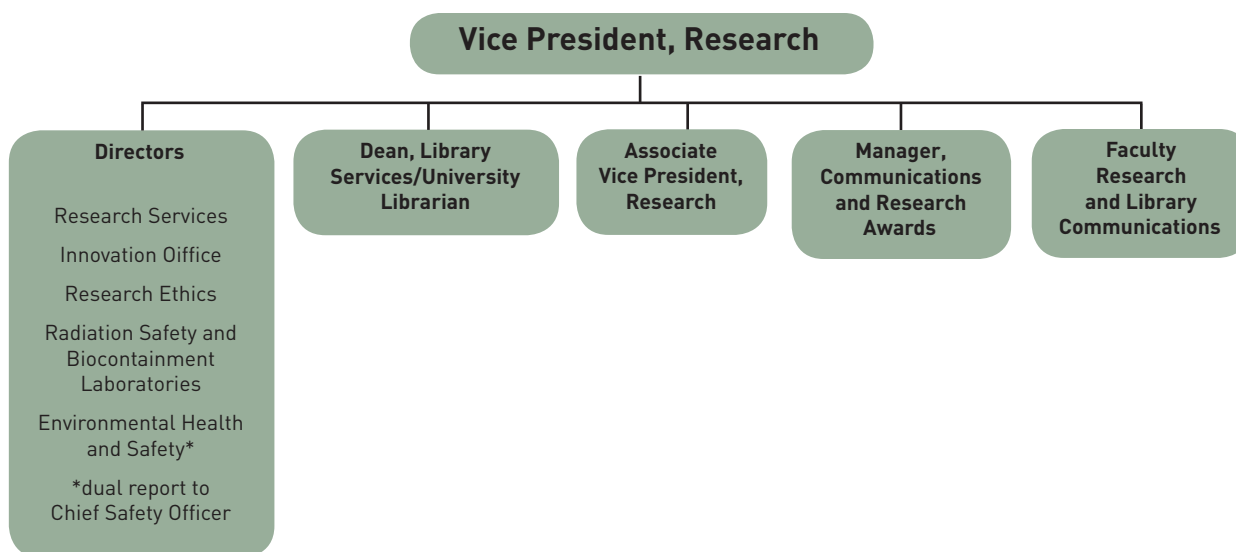 Vice President, Research
Directors
Research Services
Innovation Oiffice
Research Ethics
Radiation Safety and
Biocontainment
Laboratories
Environmental Health
and Safety*
*dual report to
Chief Safety Officer
Dean, Library
Services/University
Librarian
Associate
Vice President,
Research
Manager,
Communications
and Research
Awards
Faculty
Research
and Library
Communications